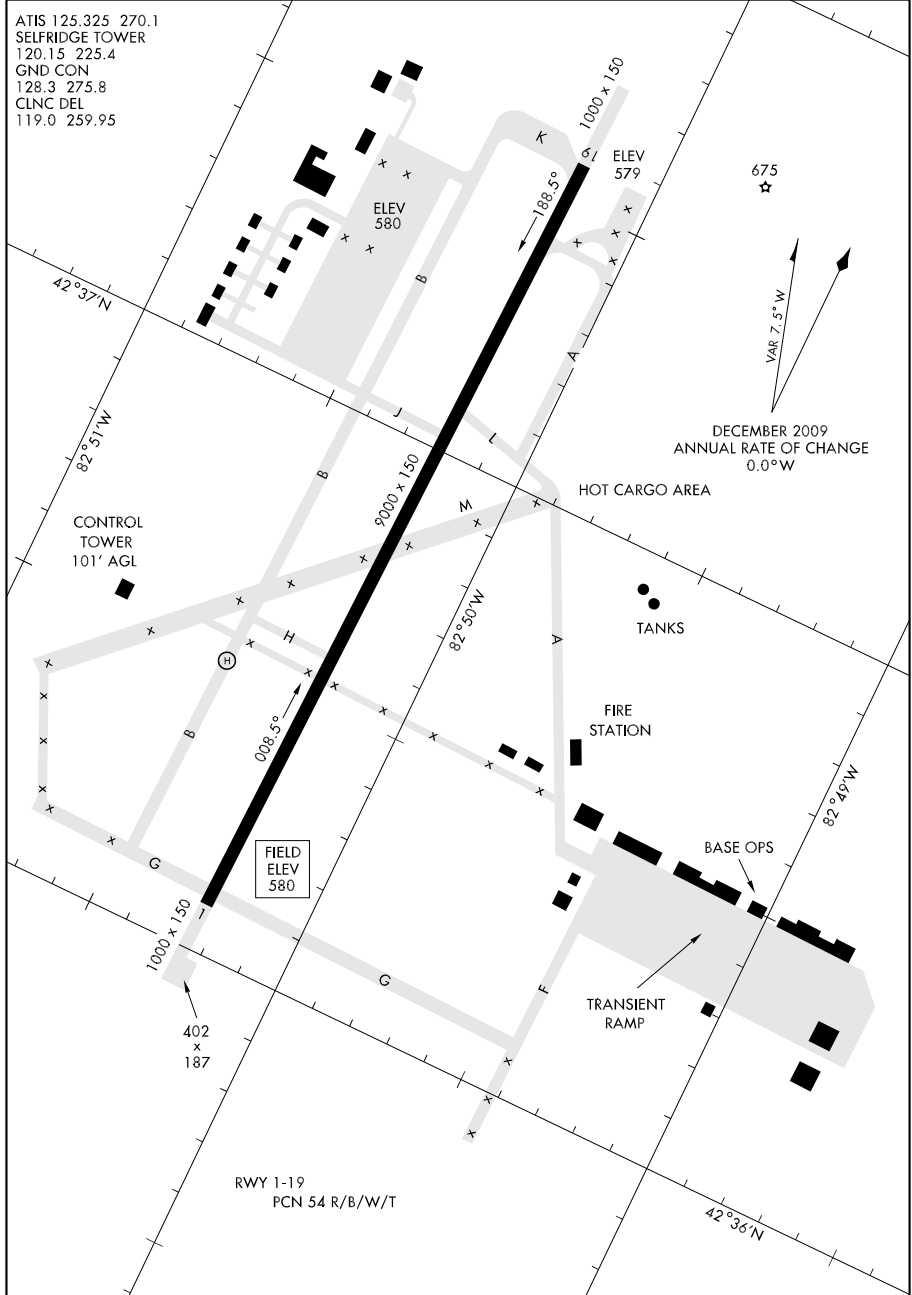 ATIS 125.325 270.1
SELFRIDGE TOWER
120.15 225.4
GND CON
128.3 275.8
CLNC DEL
119.0 259.95
1000 x 150
K
19
ELEV
579
675
188.5°
ELEV
580
B
42°37'N
VAR 7.5° W
A
J
L
DECEMBER 2009
ANNUAL RATE OF CHANGE
0.0° W
82°51'W
B
9000 x 150
HOT CARGO AREA
M
CONTROL
TOWER
101' AGL
TANKS
H
82°50'W
A
H
FIRE
STATION
008.5°
B
82°49'W
BASE OPS
G
FIELD
ELEV
580
1
1000 x 150
G
F
TRANSIENT
RAMP
402
x
187
RWY 1-19
PCN 54 R/B/W/T
42°36'N